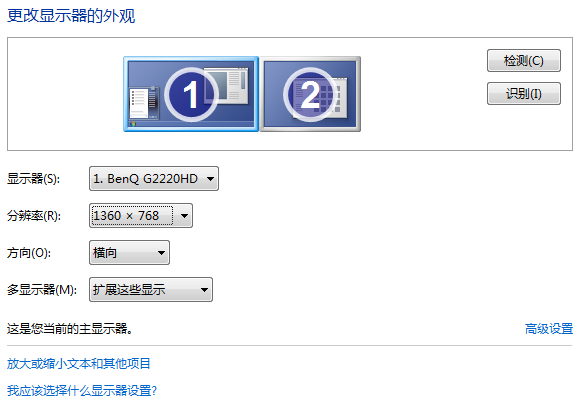 更改显示器的外观
1
2
检测(C)
识别(I)
显示器(S): 1. BenQ G2220HD
分辨率(R): 1360 × 768
方向(O): 横向
多显示器(M): 扩展这些显示
这是您当前的主显示器。 高级设置
放大或缩小文本和其他项目
我应该选择什么显示器设置?